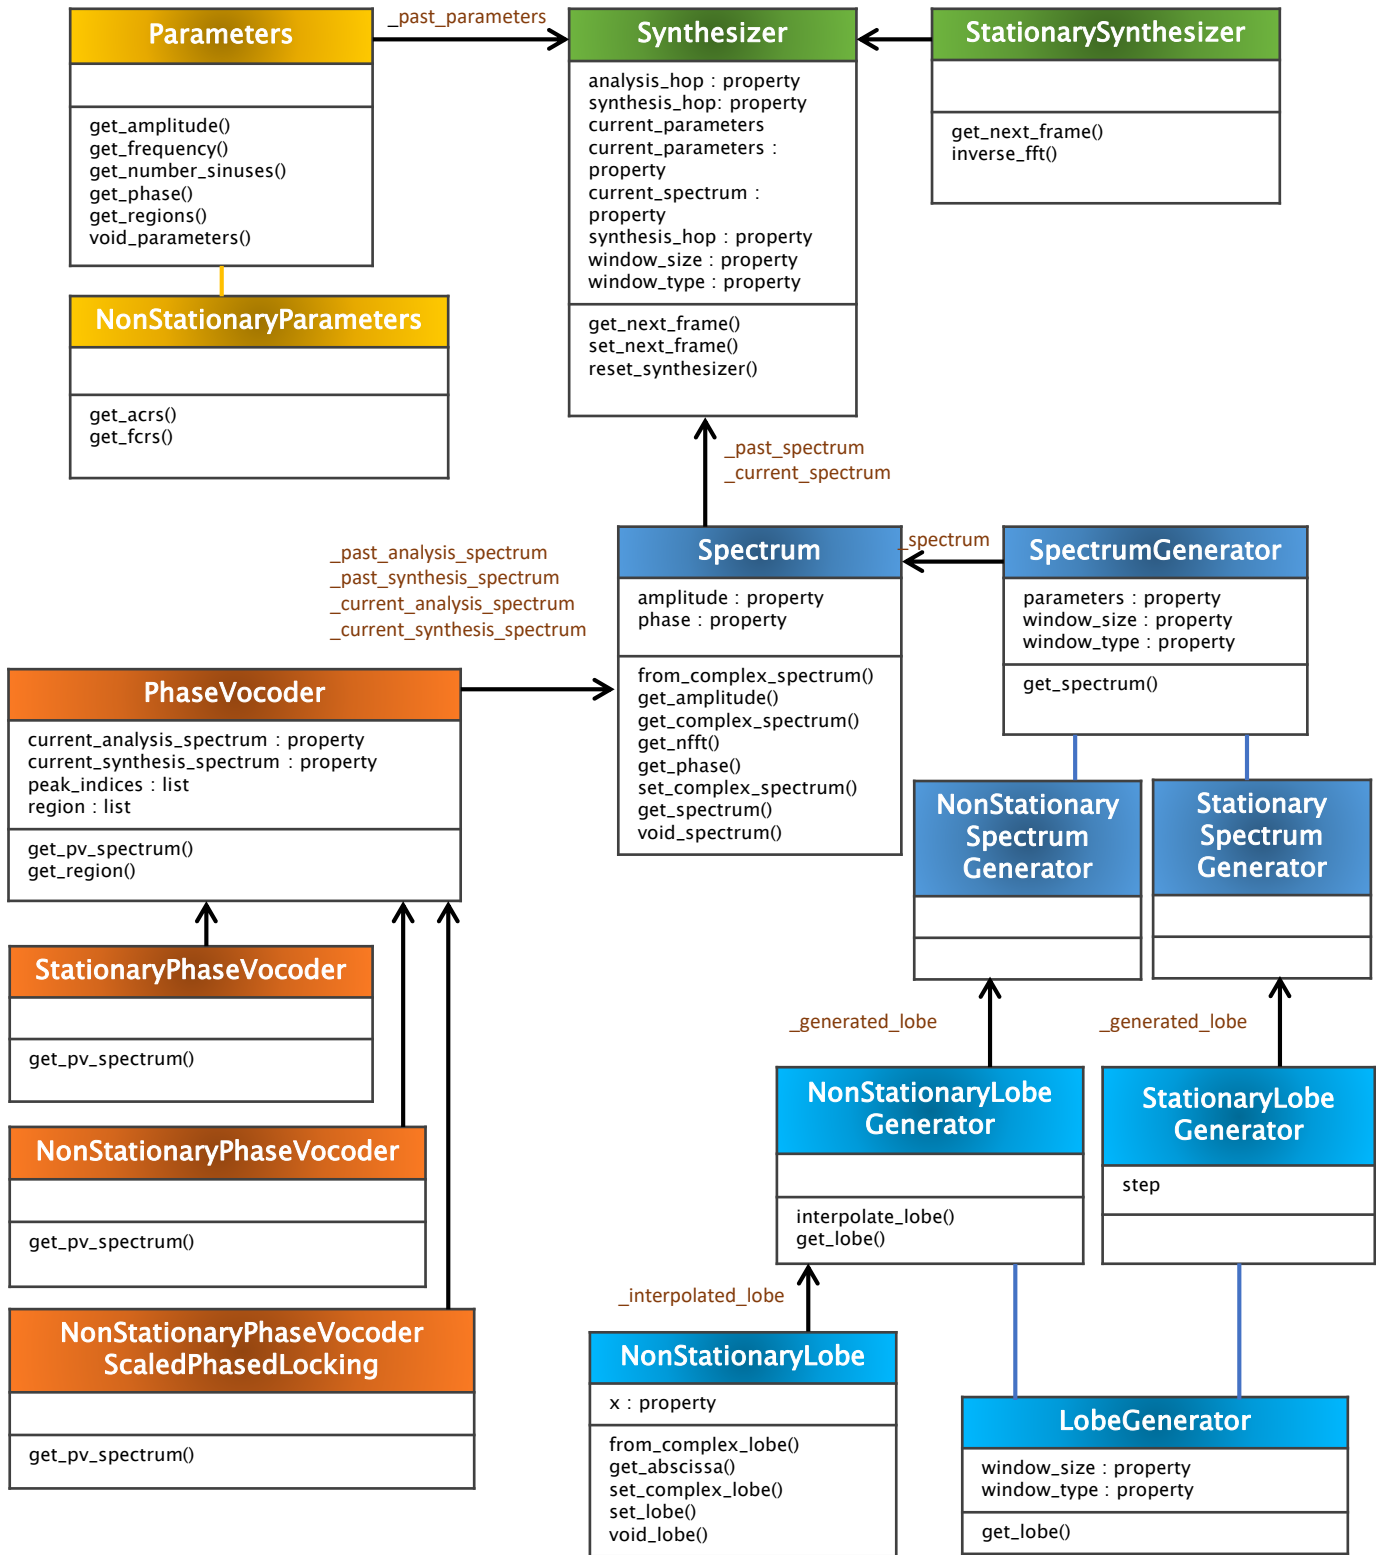 Parameters
get_amplitude()
get_frequency()
get_number_sinuses()
get_phase()
get_regions()
void_parameters()
_past_parameters
Synthesizer
analysis_hop : property
synthesis_hop: property
current_parameters
current_parameters :
property
current_spectrum :
property
synthesis_hop : property
window_size : property
window_type : property
get_next_frame()
set_next_frame()
reset_synthesizer()
StationarySynthesizer
get_next_frame()
inverse_fft()
NonStationaryParameters
get_acrs()
get_fcrs()
_past_spectrum
_current_spectrum
_past_analysis_spectrum
_past_synthesis_spectrum
_current_analysis_spectrum
_current_synthesis_spectrum
Spectrum
amplitude : property
phase : property
from_complex_spectrum()
get_amplitude()
get_complex_spectrum()
get_nfft()
get_phase()
set_complex_spectrum()
get_spectrum()
void_spectrum()
_spectrum
SpectrumGenerator
parameters : property
window_size : property
window_type : property
get_spectrum()
PhaseVocoder
current_analysis_spectrum : property
current_synthesis_spectrum : property
peak_indices : list
region : list
get_pv_spectrum()
get_region()
NonStationary
Spectrum
Generator
Stationary
Spectrum
Generator
StationaryPhaseVocoder
get_pv_spectrum()
_generated_lobe
_generated_lobe
NonStationaryLobe
Generator
interpolate_lobe()
get_lobe()
StationaryLobe
Generator
step
NonStationaryPhaseVocoder
get_pv_spectrum()
_interpolated_lobe
NonStationaryPhaseVocoder
ScaledPhasedLocking
get_pv_spectrum()
NonStationaryLobe
x : property
from_complex_lobe()
get_abscissa()
set_complex_lobe()
set_lobe()
void_lobe()
LobeGenerator
window_size : property
window_type : property
get_lobe()